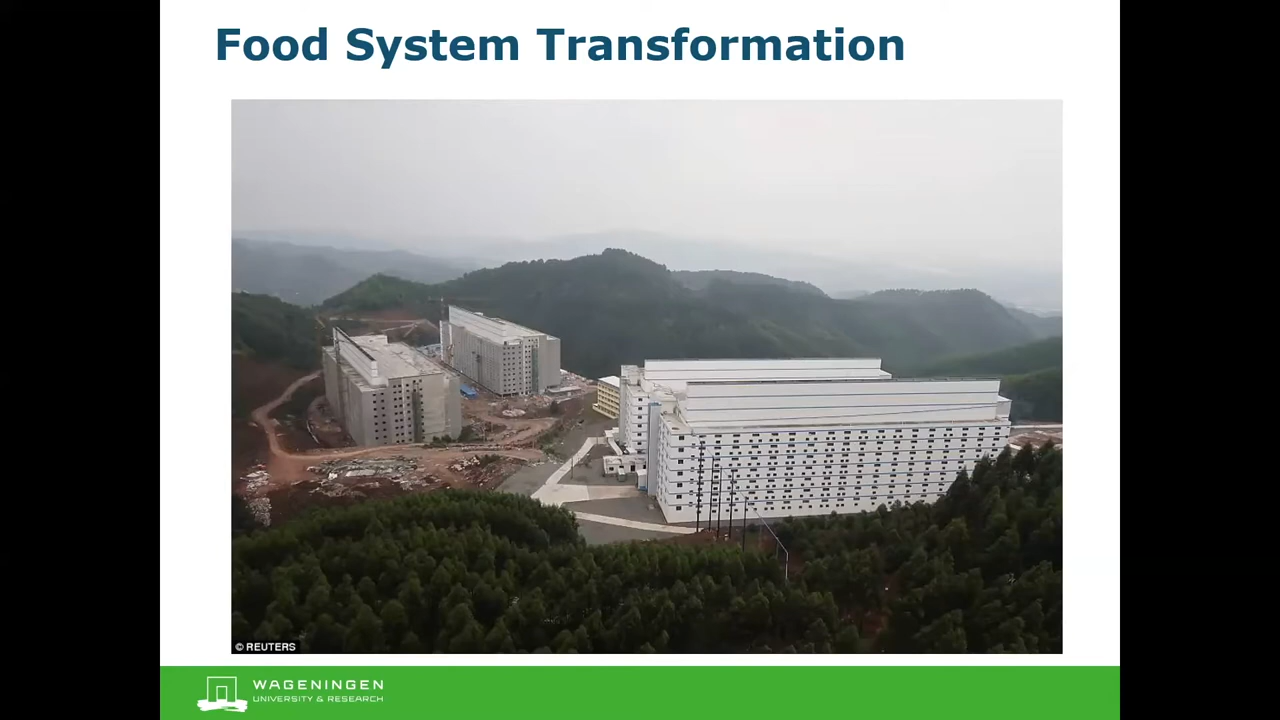 Food System Transformation
© REUTERS
WAGENINGEN
UNIVERSITY & RESEARCH